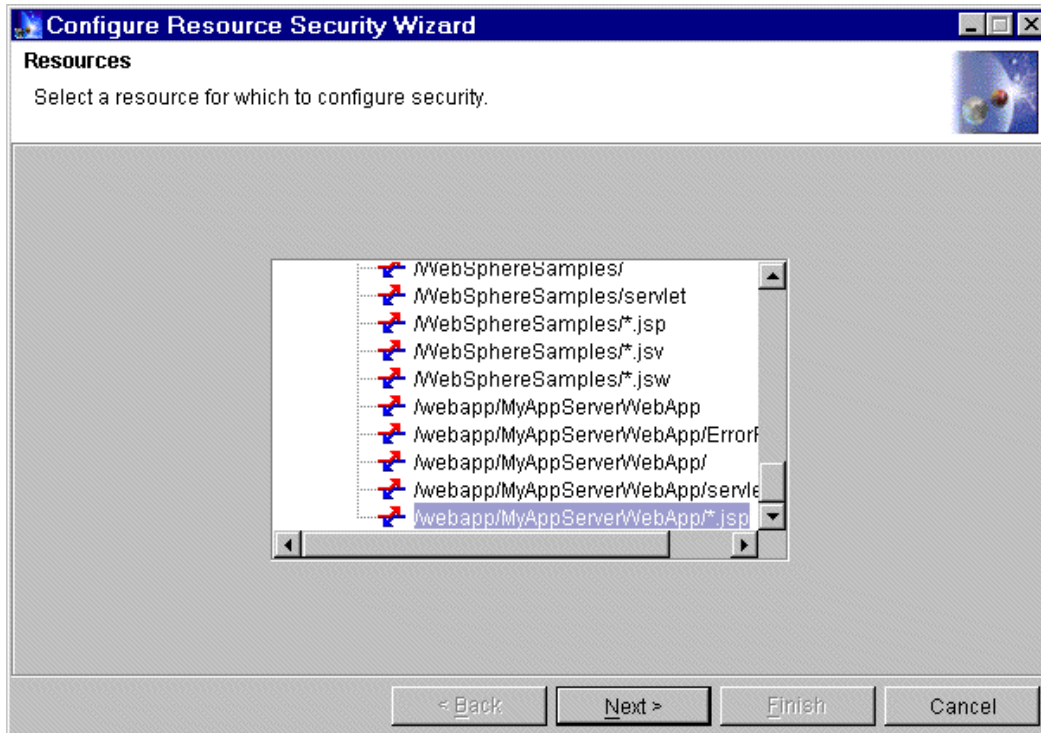 Configure Resource Security Wizard
Resources
Select a resource for which to configure security.
/WebSphereSamples/
/WebSphereSamples/servlet
/WebSphereSamples/*.jsp
/WebSphereSamples/*.jsv
/WebSphereSamples/*.jsw
/webapp/MyAppServerWebApp
/webapp/MyAppServerWebApp/Error
/webapp/MyAppServerWebApp/
/webapp/MyAppServerWebApp/servle
/webapp/MyAppServerWebApp/*.jsp
< Back Next > Finish Cancel